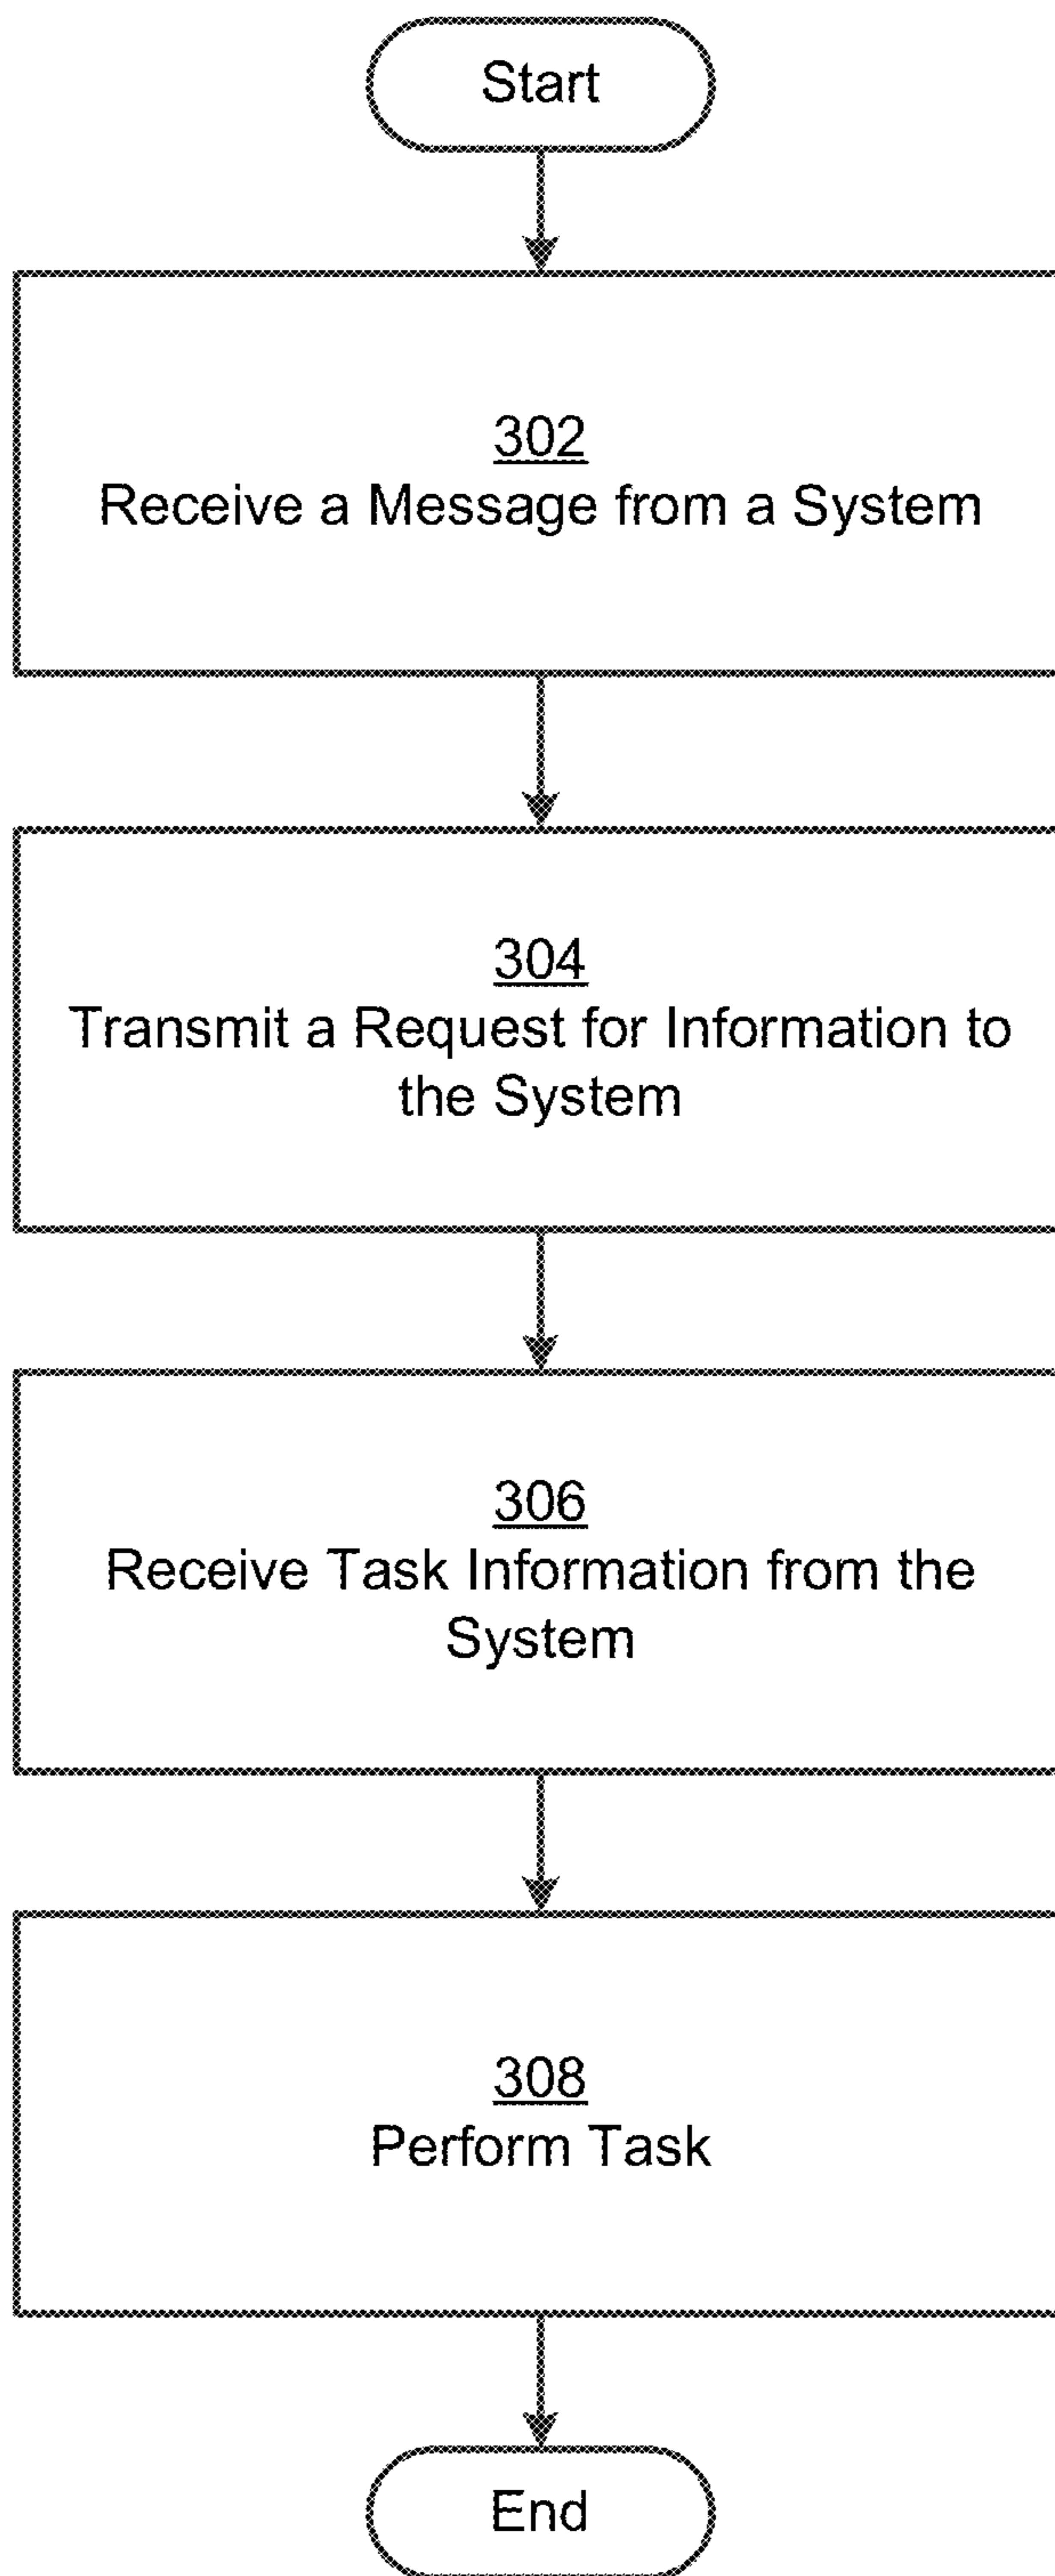 Start
302
Receive a Message from a System
304
Transmit a Request for Information to
the System
306
Receive Task Information from the
System
308
Perform Task
End